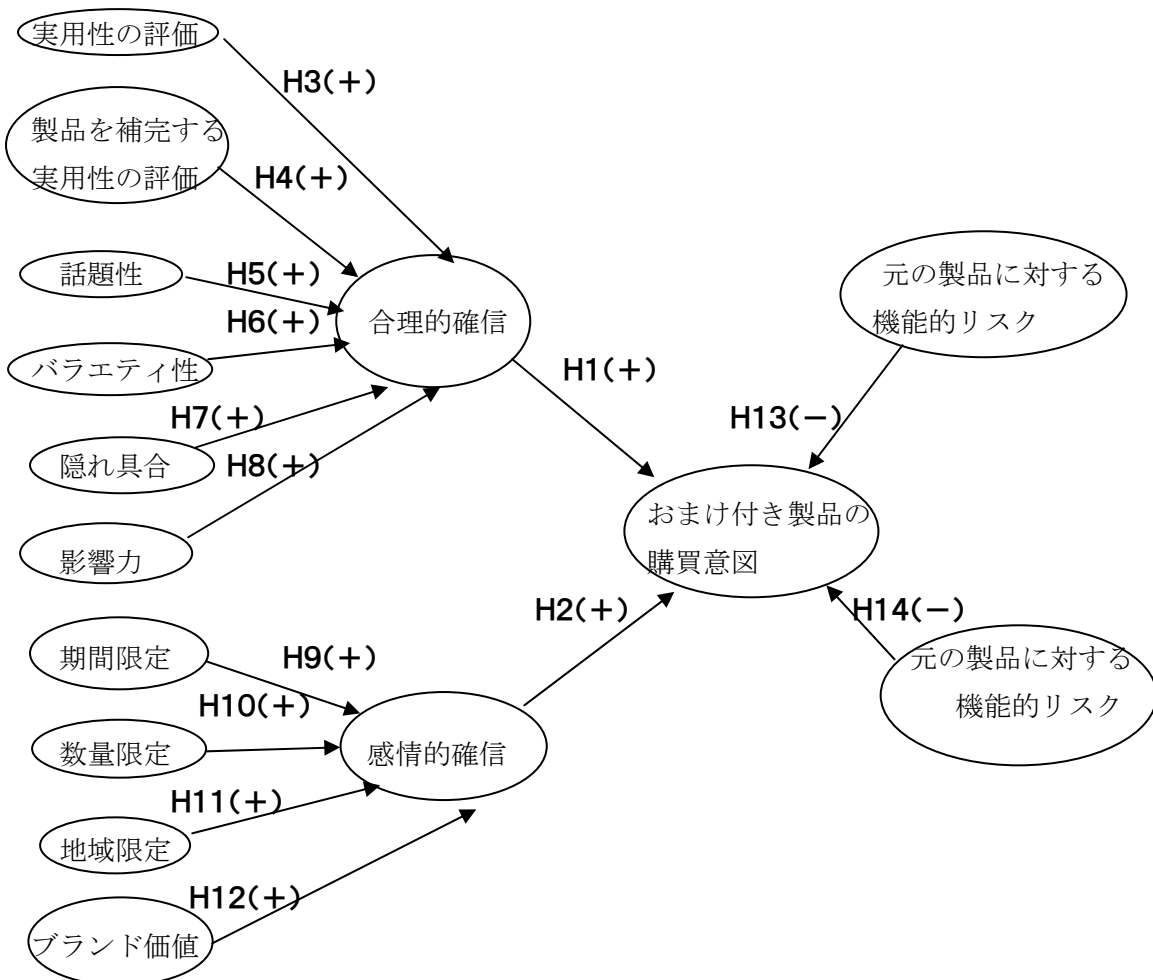 実用性の評価
H3(＋)
製品を補完する
実用性の評価
H4(＋)
話題性
H5(＋)
H6(＋)
バラエティ性
H7(＋)
隠れ具合
H8(＋)
影響力
合理的確信
H1(＋)
元の製品に対する
機能的リスク
H13(－)
おまけ付き製品の
購買意図
H2(＋)
H14(－)
元の製品に対する
機能的リスク
期間限定
H9(＋)
H10(＋)
数量限定
感情的確信
H11(＋)
地域限定
H12(＋)
ブランド価値